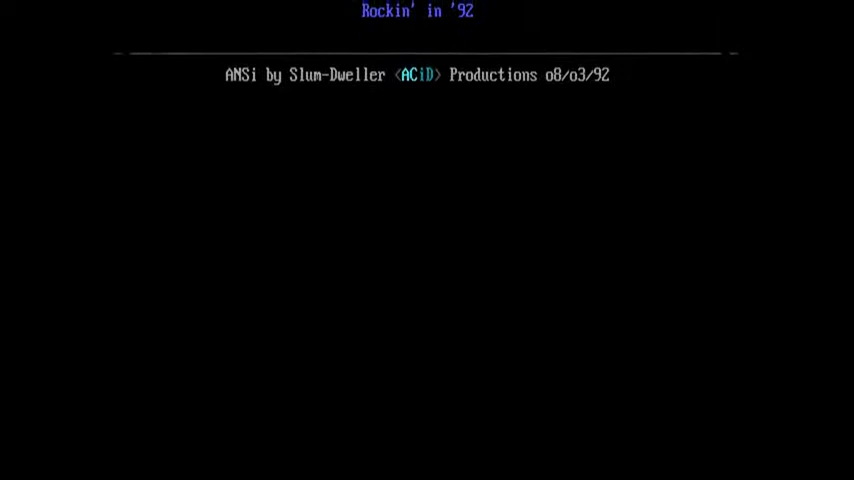 Rockin' in '92
ANSi by Slum-Dweller <ACiD> Productions o8/o3/92